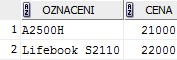 OZNACENI CENA
1 A2500H 21000
2 Lifebook S2110 22000